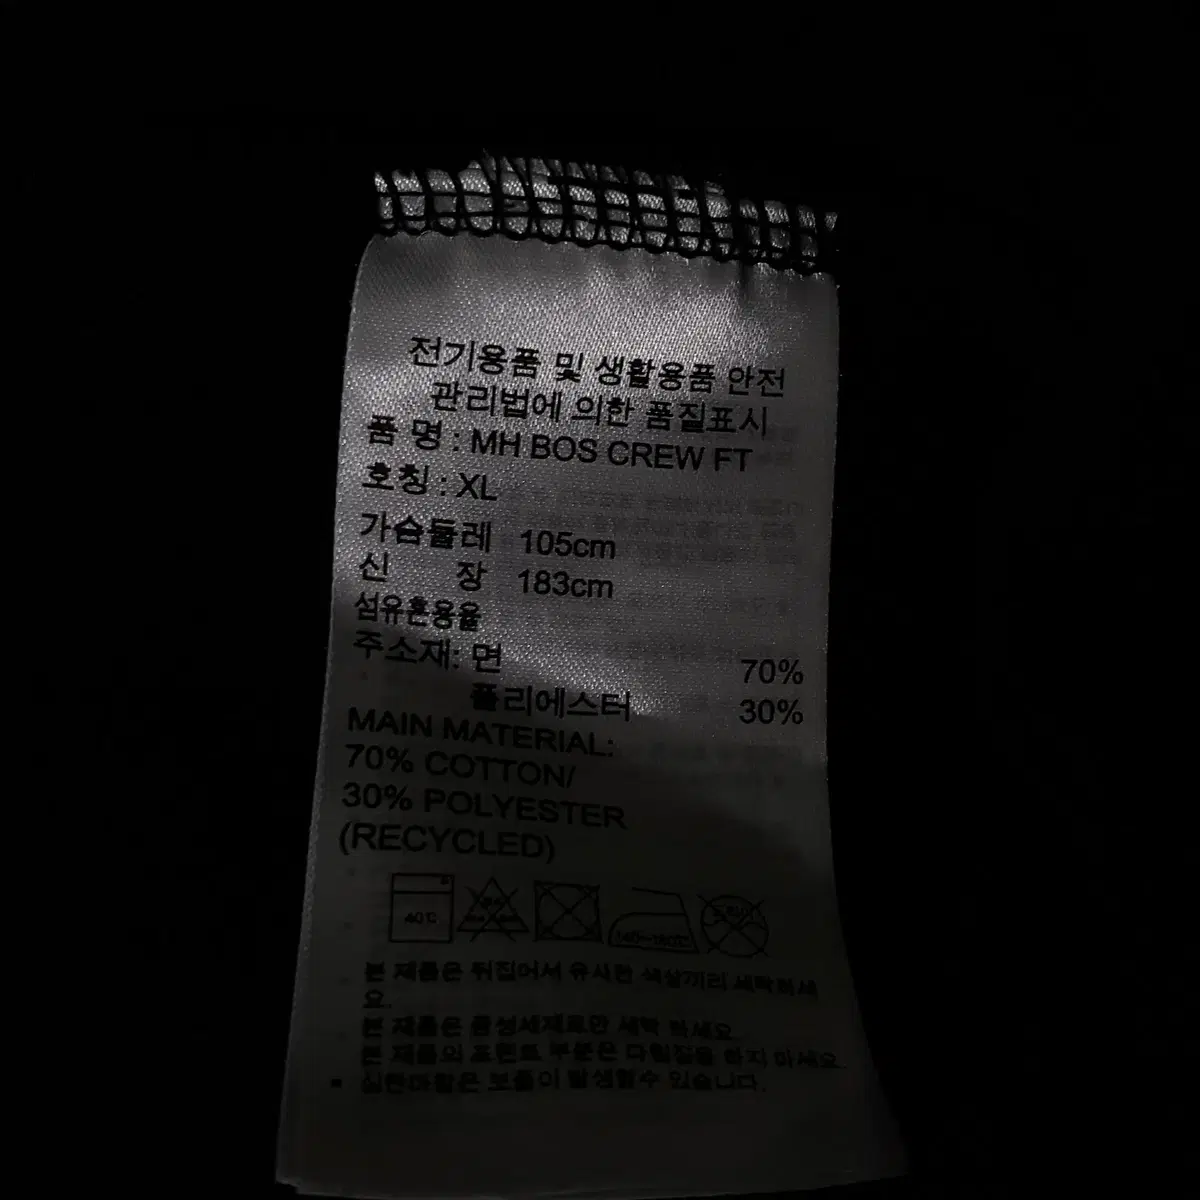 전기용품 및 생활용품 안전
관리법에 의한 품질표시
품 명 : MH BOS CREW FT
호칭 : XL
가슴둘레 105cm
신 장 183cm
섬유혼용율
주소재: 면 70%
폴리에스터 30%
MAIN MATERIAL:
70% COTTON/
30% POLYESTER
(RECYCLED)
40℃
140~160℃
드라이
본 제품은 뒤집어서 유사한 색상끼리 세탁하세
요.
본 제품은 중성세제로만 세탁 하세요.
본 제품의 프린트 부분은 다림질을 하지 마세요.
보풀이 발생할수 있습니다.